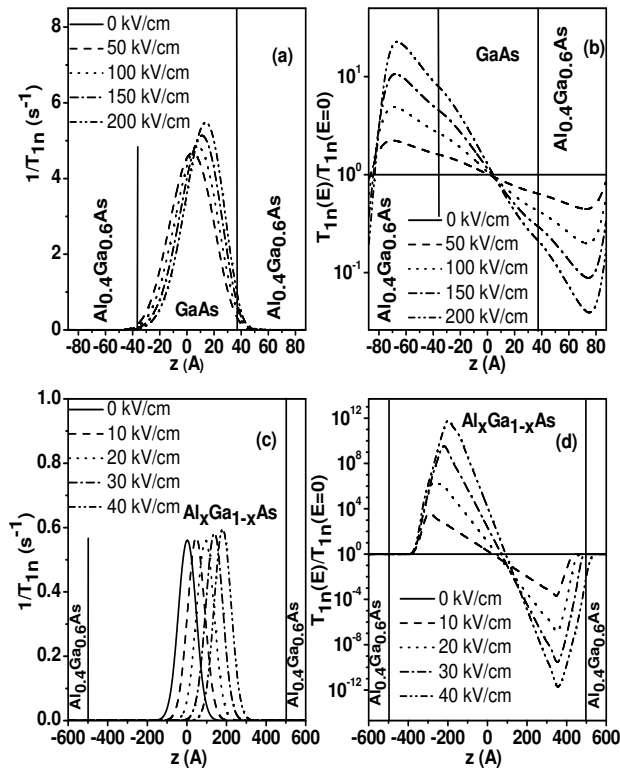 0 kV/cm
50 kV/cm
100 kV/cm
150 kV/cm
200 kV/cm
(a)
8
6
4
2
0
1/T1n (s-1)
Al0.4Ga0.6As
GaAs
Al0.4Ga0.6As
-80 -60 -40 -20 0 20 40 60 80
z (A)
(b)
GaAs
Al0.4Ga0.6As
10^1
10^0
10^-1
T1n(E)/T1n(E=0)
Al0.4Ga0.6As
0 kV/cm
50 kV/cm
100 kV/cm
150 kV/cm
200 kV/cm
-80 -60 -40 -20 0 20 40 60 80
z (A)
0 kV/cm
10 kV/cm
20 kV/cm
30 kV/cm
40 kV/cm
(c)
AlxGa1-xAs
1.0
0.8
0.6
0.4
0.2
0.0
1/T1n (s-1)
Al0.4Ga0.6As
Al0.4Ga0.6As
-600 -400 -200 0 200 400 600
z (A)
AlxGa1-xAs
(d)
10^12
10^8
10^4
10^0
10^-4
10^-8
10^-12
T1n(E)/T1n(E=0)
Al0.4Ga0.6As
0 kV/cm
10 kV/cm
20 kV/cm
30 kV/cm
40 kV/cm
Al0.4Ga0.6As
-600 -400 -200 0 200 400 600
z (A)